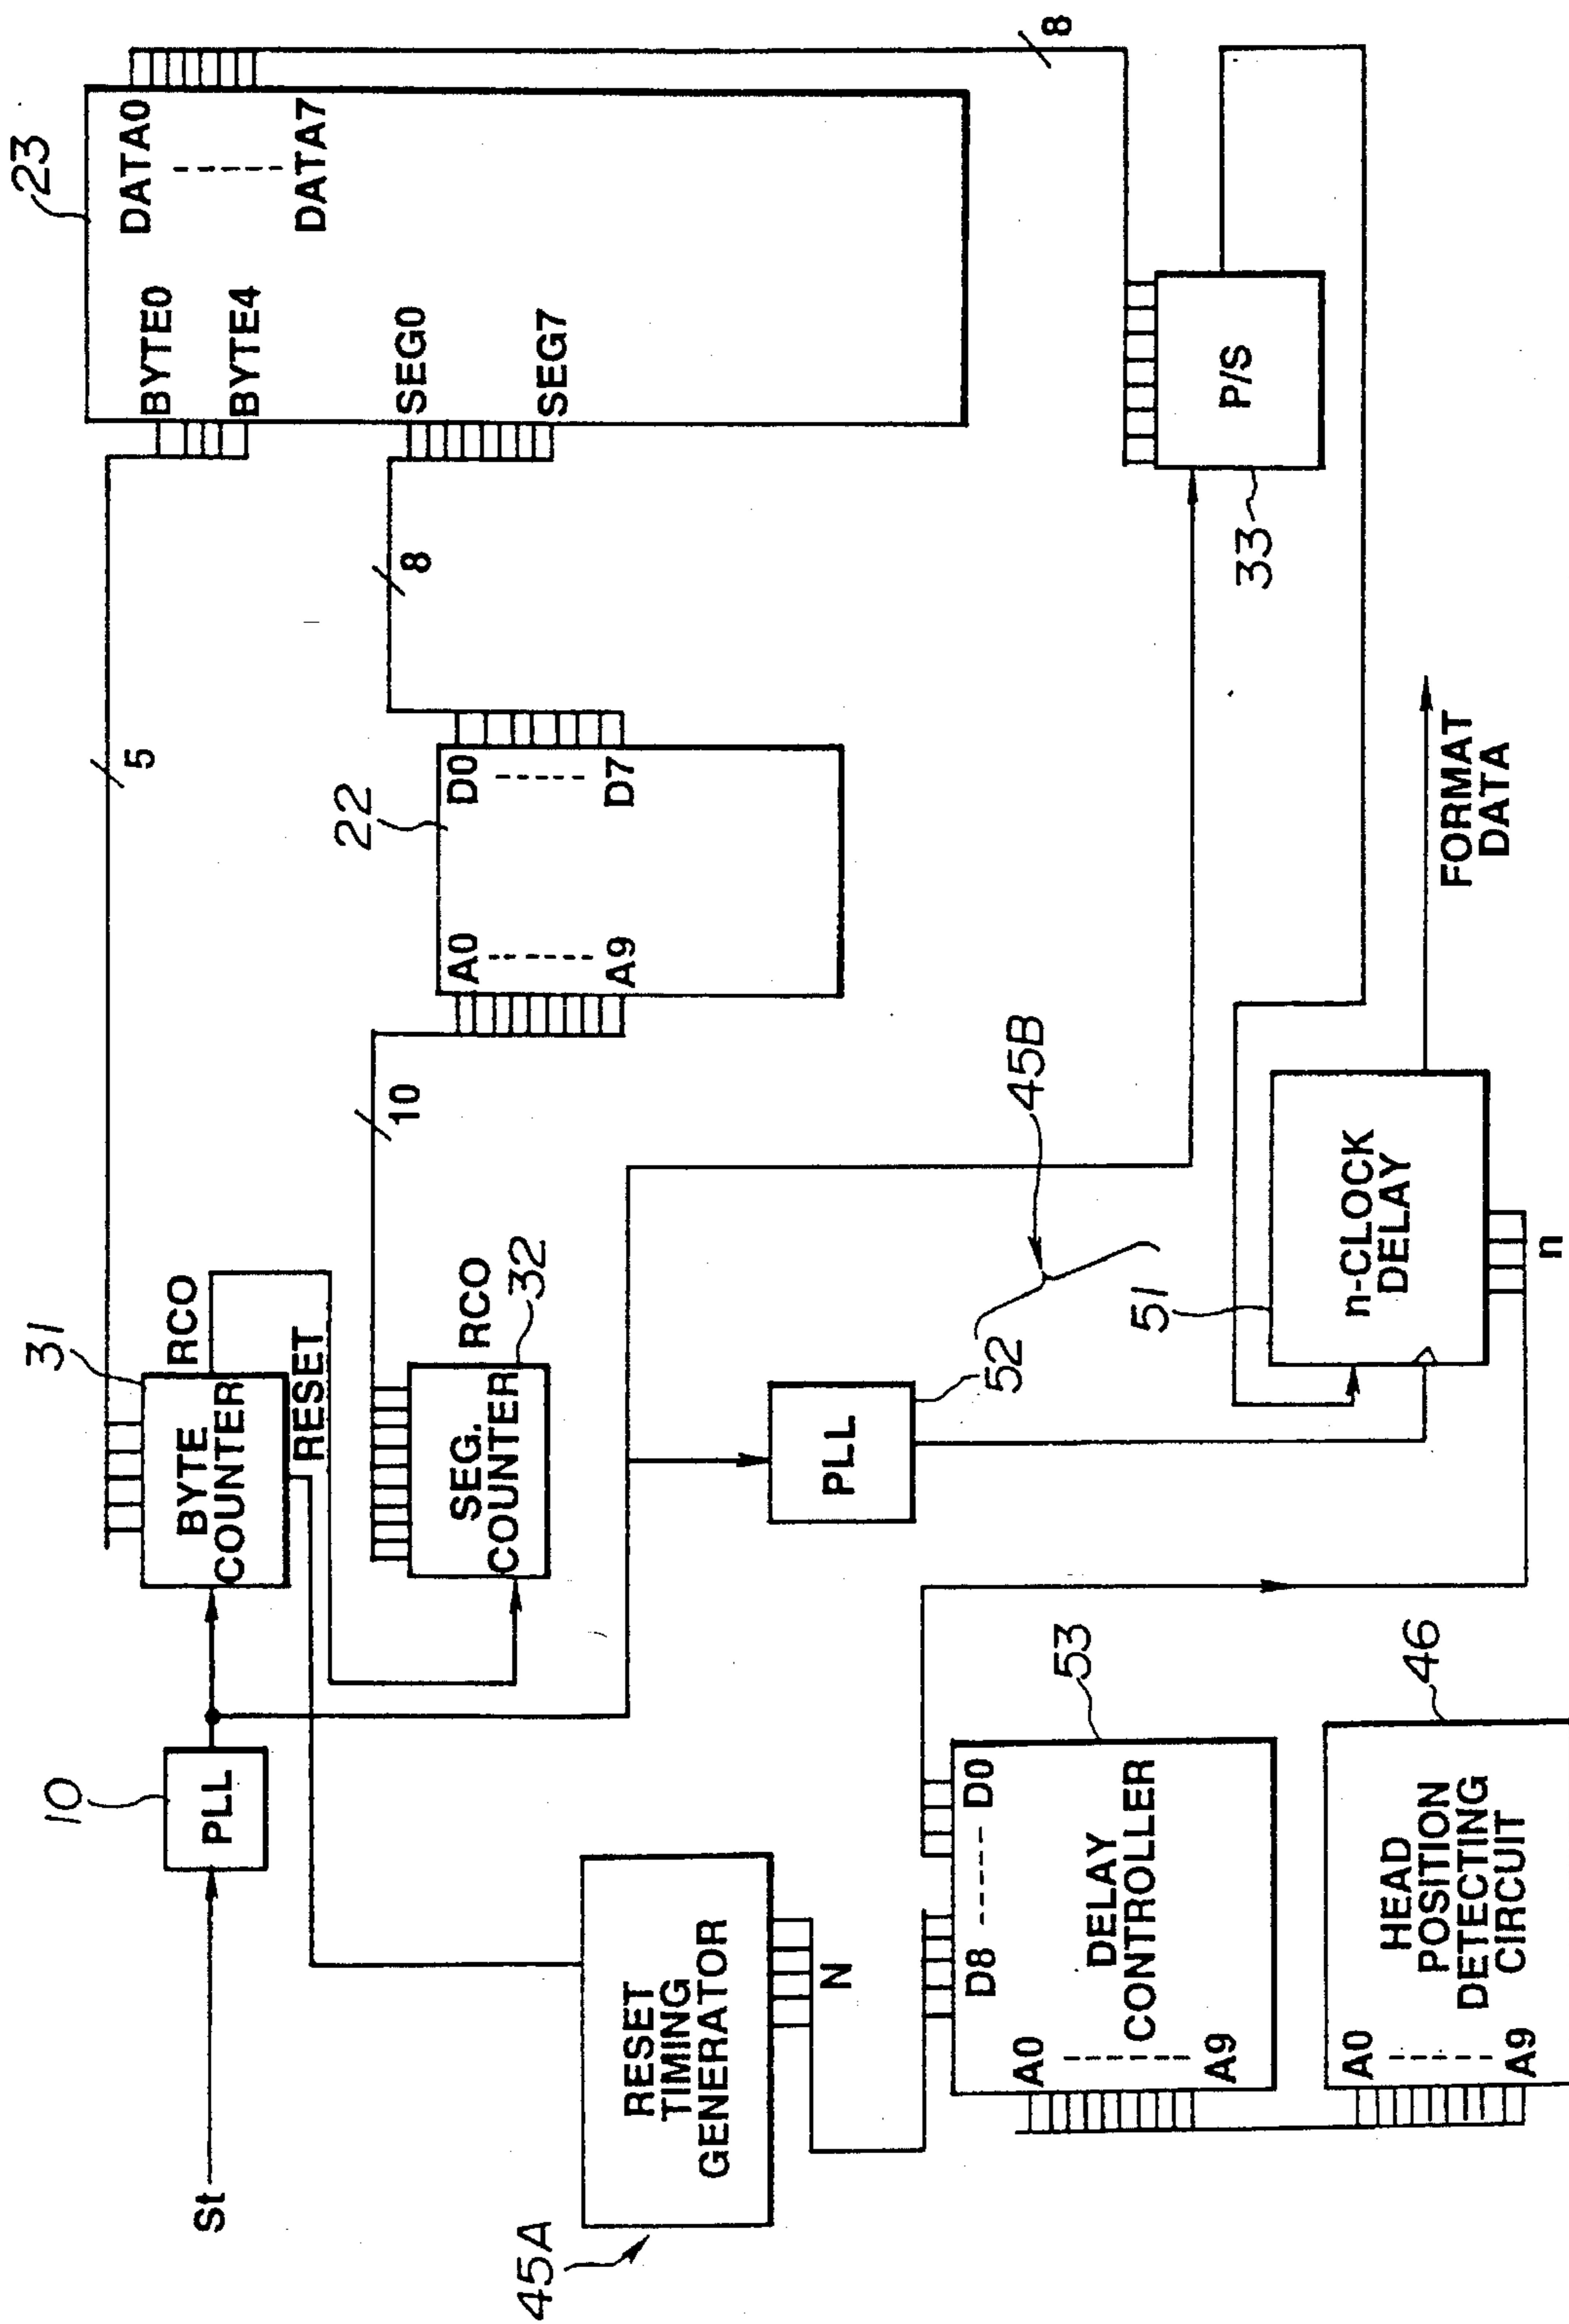 St
10
PLL
31
BYTE
COUNTER
RCO
RESET
5
23
BYTE0
BYTE4
SEG0
SEG7
DATA0
DATA7
8
SEG.
COUNTER
RCO
32
10
22
A0
A9
D0
D7
8
45A
RESET
TIMING
GENERATOR
N
PLL
52
45B
33
P/S
51
n-CLOCK
DELAY
n
FORMAT
DATA
53
D8
D0
A0
A9
DELAY
CONTROLLER
46
A0
A9
HEAD
POSITION
DETECTING
CIRCUIT